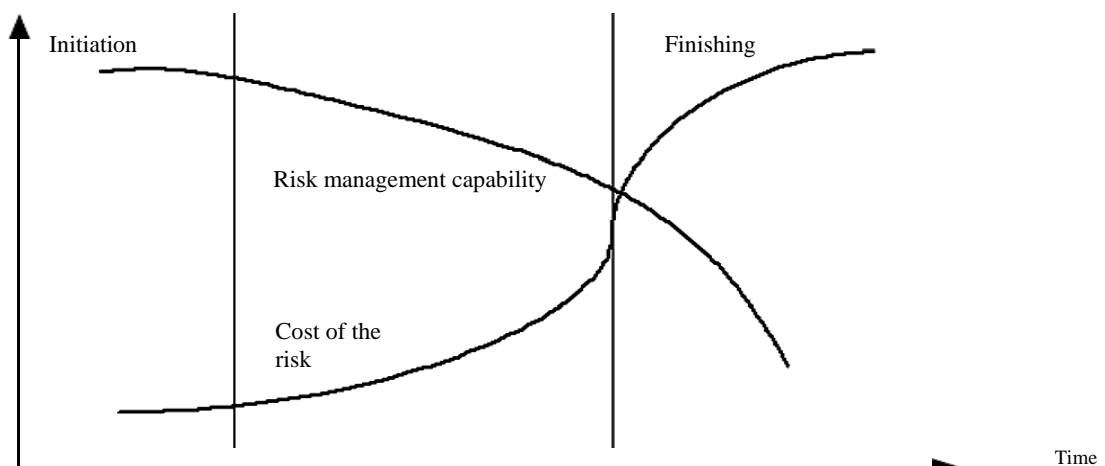 Initiation
Finishing
Risk management capability
Cost of the
risk
Time